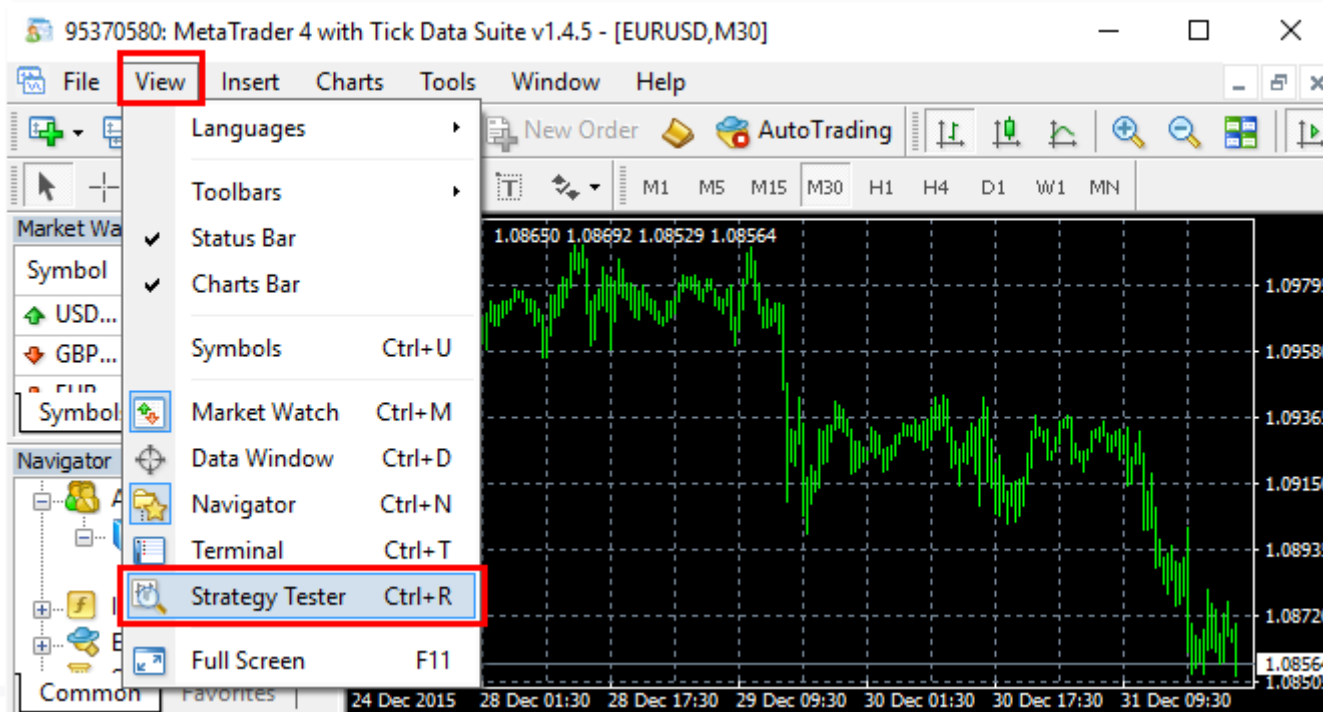 95370580: MetaTrader 4 with Tick Data Suite v1.4.5 - [EURUSD,M30]
File View Insert Charts Tools Window Help
Languages
New Order AutoTrading
Toolbars
M1 M5 M15 M30 H1 H4 D1 W1 MN
Market Wa
Status Bar
1.08650 1.08692 1.08529 1.08564
Symbol
Charts Bar
1.0979
USD...
Symbols Ctrl+U
GBP...
1.0958
EUR
Symbol
Market Watch Ctrl+M
1.0936
Navigator
Data Window Ctrl+D
1.0915
A
Navigator Ctrl+N
Terminal Ctrl+T
1.0893
Strategy Tester Ctrl+R
I
1.0872
E
Full Screen F11
1.08564
1.0850
Common Favorites
24 Dec 2015 28 Dec 01:30 28 Dec 17:30 29 Dec 09:30 30 Dec 01:30 30 Dec 17:30 31 Dec 09:30